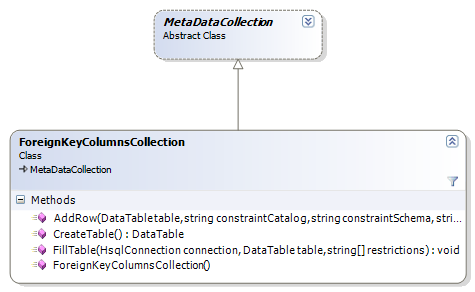 MetaDataCollection
Abstract Class
ForeignKeyColumnsCollection
Class
MetaDataCollection
Methods
AddRow(DataTable table, string constraintCatalog, string constraintSchema, stri...
CreateTable() : DataTable
FillTable(HsqlConnection connection, DataTable table, string[] restrictions) : void
ForeignKeyColumnsCollection()